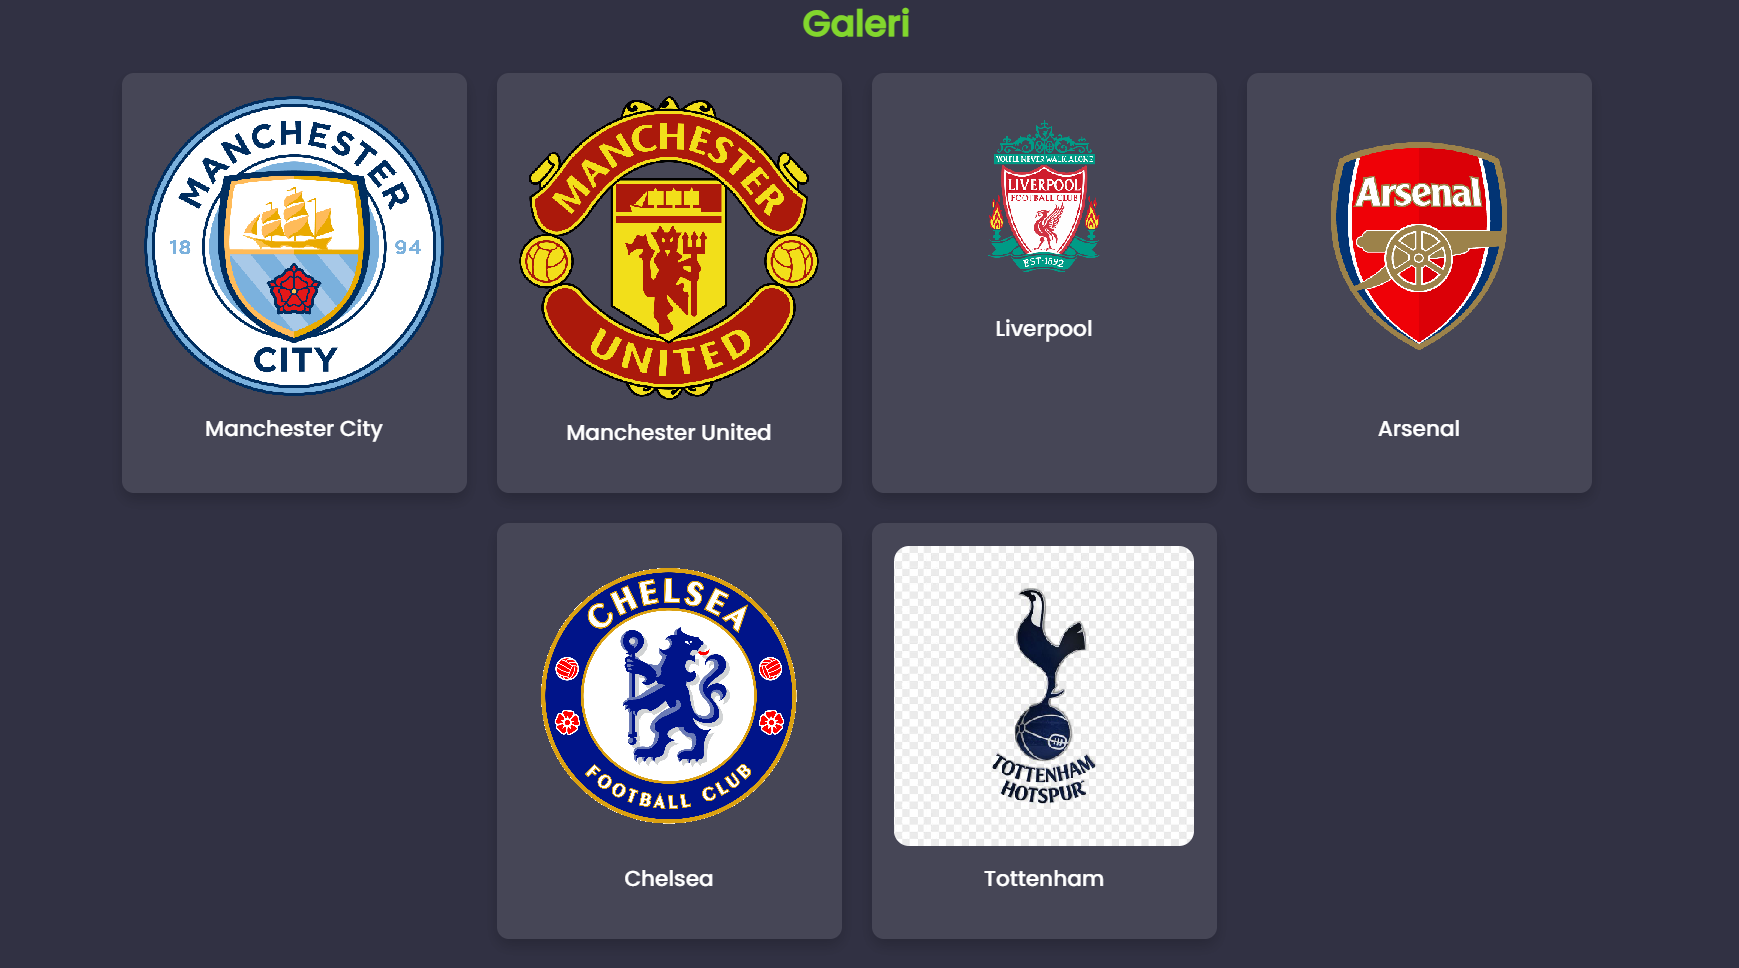 Galeri
MANCHESTER
18 94
CITY
Manchester City
MANCHESTER
UNITED
Manchester United
YOU'LL NEVER WALK ALONE
LIVERPOOL
FOOTBALL CLUB
EST·1892
Liverpool
Arsenal
Arsenal
CHELSEA
FOOTBALL CLUB
Chelsea
TOTTENHAM
HOTSPUR
Tottenham